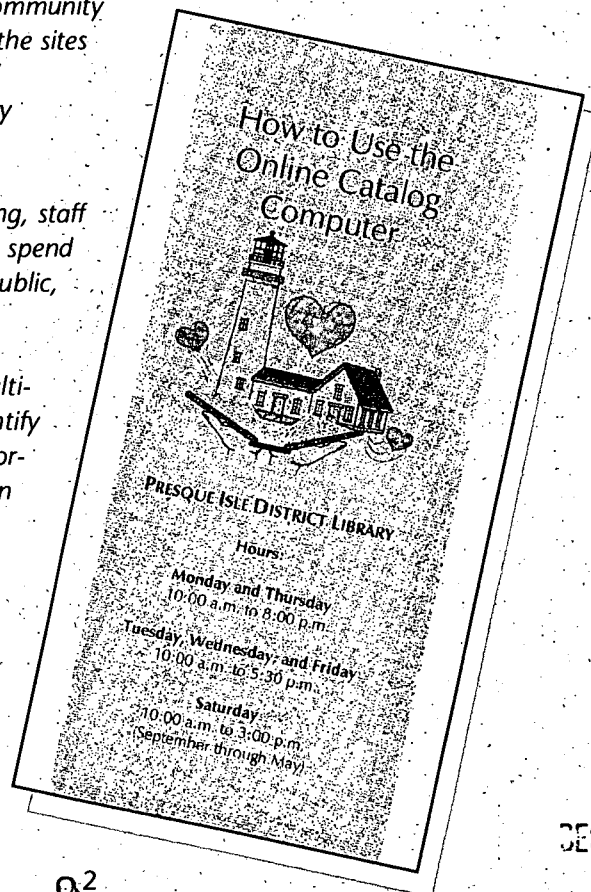 ommunity
the sites
y
ng, staff
spend
ublic,
lti-
ntify
or-
n
How to Use the
Online Catalog
Computer
PRESQUE ISLE DISTRICT LIBRARY
Hours:
Monday and Thursday
10:00 a.m. to 8:00 p.m.
Tuesday, Wednesday, and Friday
10:00 a.m. to 5:30 p.m.
Saturday
10:00 a.m. to 3:00 p.m.
(September through May)
2